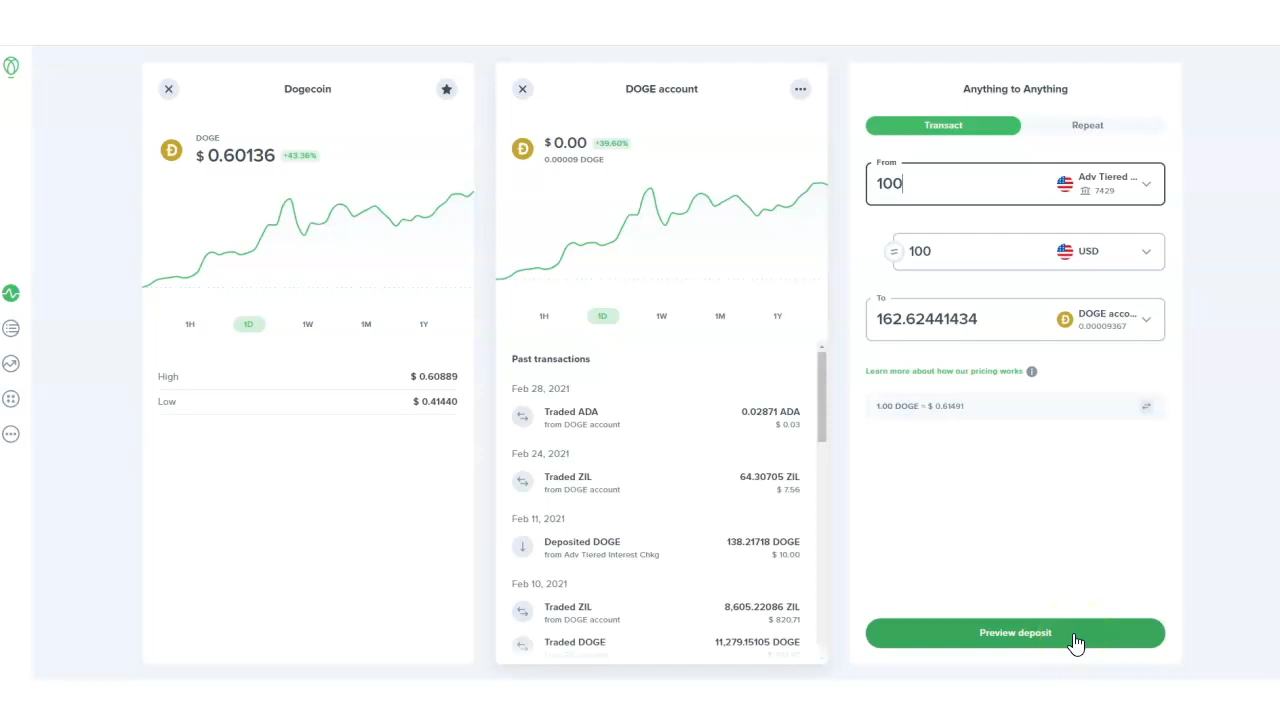 Dogecoin
DOGE
$ 0.60136 +43.36%
1H 1D 1W 1M 1Y
High $ 0.60889
Low $ 0.41440
DOGE account
$ 0.00 +39.60%
0.00009 DOGE
1H 1D 1W 1M 1Y
Past transactions
Feb 28, 2021
Traded ADA 0.02871 ADA
from DOGE account $ 0.03
Feb 24, 2021
Traded ZIL 64.30705 ZIL
from DOGE account $ 7.56
Feb 11, 2021
Deposited DOGE 138.21718 DOGE
from Adv Tiered Interest Chkg $ 10.00
Feb 10, 2021
Traded ZIL 8,605.22086 ZIL
from DOGE account $ 820.71
Traded DOGE 11,279.15105 DOGE
Anything to Anything
Transact Repeat
From
100 Adv Tiered ...
7429
100 USD
To
162.62441434 DOGE acco...
0.00009367
Learn more about how our pricing works
1.00 DOGE ≈ $ 0.61491
Preview deposit